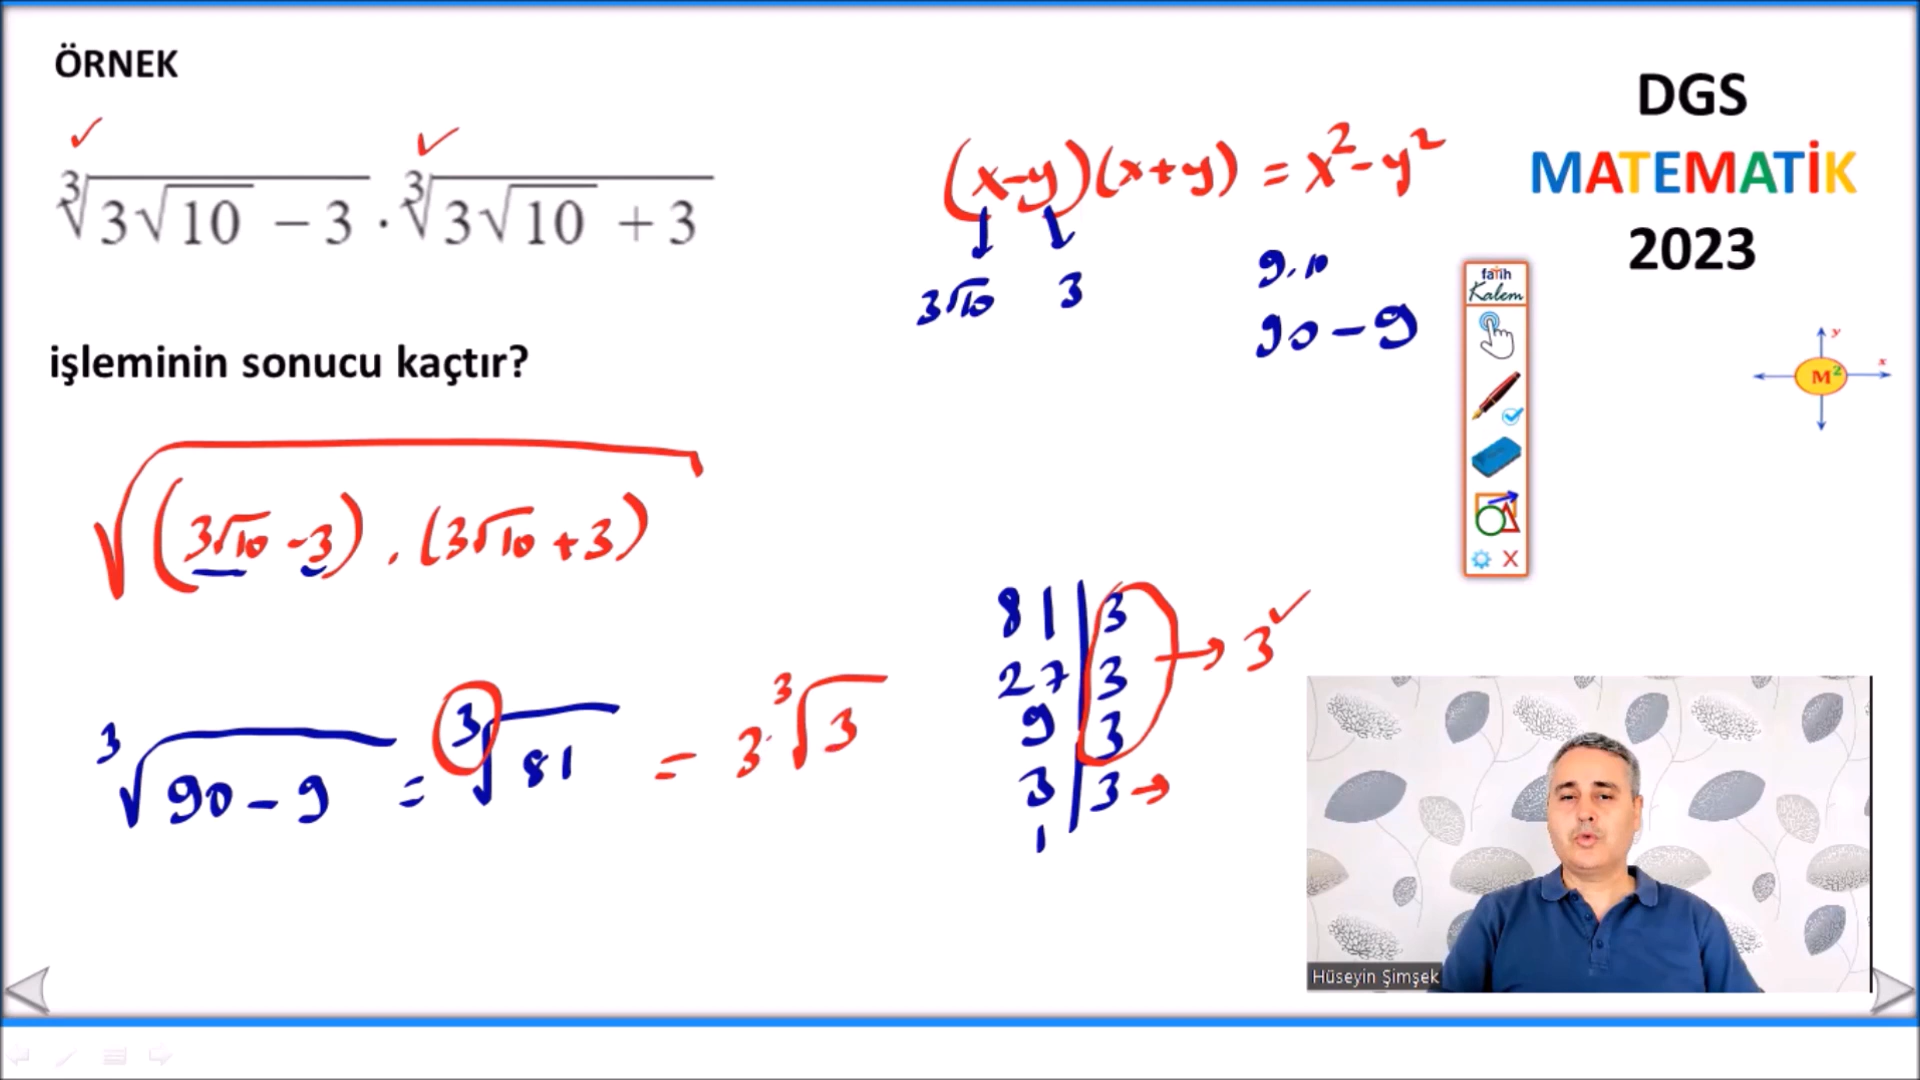 ÖRNEK
∛(3√10 − 3) · ∛(3√10 + 3)
işleminin sonucu kaçtır?
(x-y)(x+y) = x²-y²
3√10 3
9.10
90-9
√((3√10 -3) . (3√10 +3))
∛(90-9) = ∛81 = 3·∛3
81 | 3
27 | 3
9 | 3
3 | 3 →
1
→ 3
DGS
MATEMATİK
2023
fatih
Kalem
X
y
x
M²
Hüseyin Şimşek